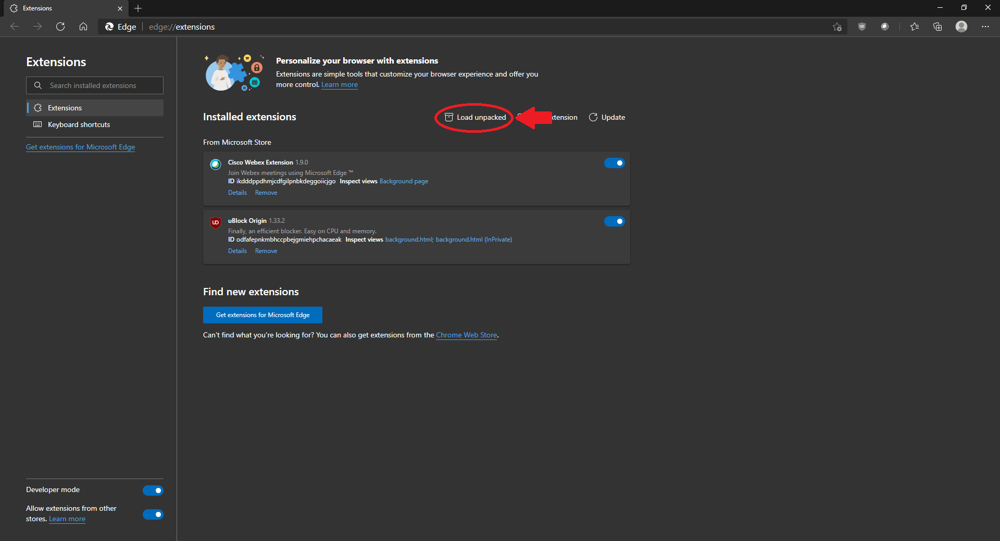 Extensions
Edge
edge://extensions
Extensions
Search installed extensions
Extensions
Keyboard shortcuts
Get extensions for Microsoft Edge
Developer mode
Allow extensions from other
stores. Learn more
Personalize your browser with extensions
Extensions are simple tools that customize your browser experience and offer you
more control. Learn more
Installed extensions
Load unpacked
Update
From Microsoft Store
Cisco Webex Extension 1.9.0
Join Webex meetings using Microsoft Edge ™
ID ikdddppdhmjcdfgilpnbkdeggoiicjgo Inspect views Background page
Details Remove
uBlock Origin 1.33.2
Finally, an efficient blocker. Easy on CPU and memory.
ID odfafepnkmbhccpbejgmiehpchacaeak Inspect views background.html; background.html (InPrivate)
Details Remove
Find new extensions
Get extensions for Microsoft Edge
Can't find what you're looking for? You can also get extensions from the Chrome Web Store.